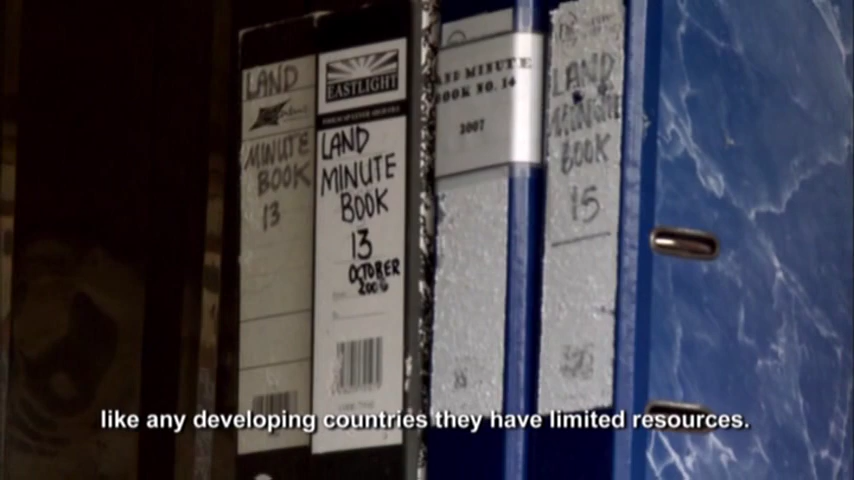 LAND
MINUTE
BOOK
13
EASTLIGHT
LAND
MINUTE
BOOK
13
OCTOBER
2006
AND MINUTE
BOOK NO. 14
2007
LAND
MINUTE
BOOK
15
like any developing countries they have limited resources.